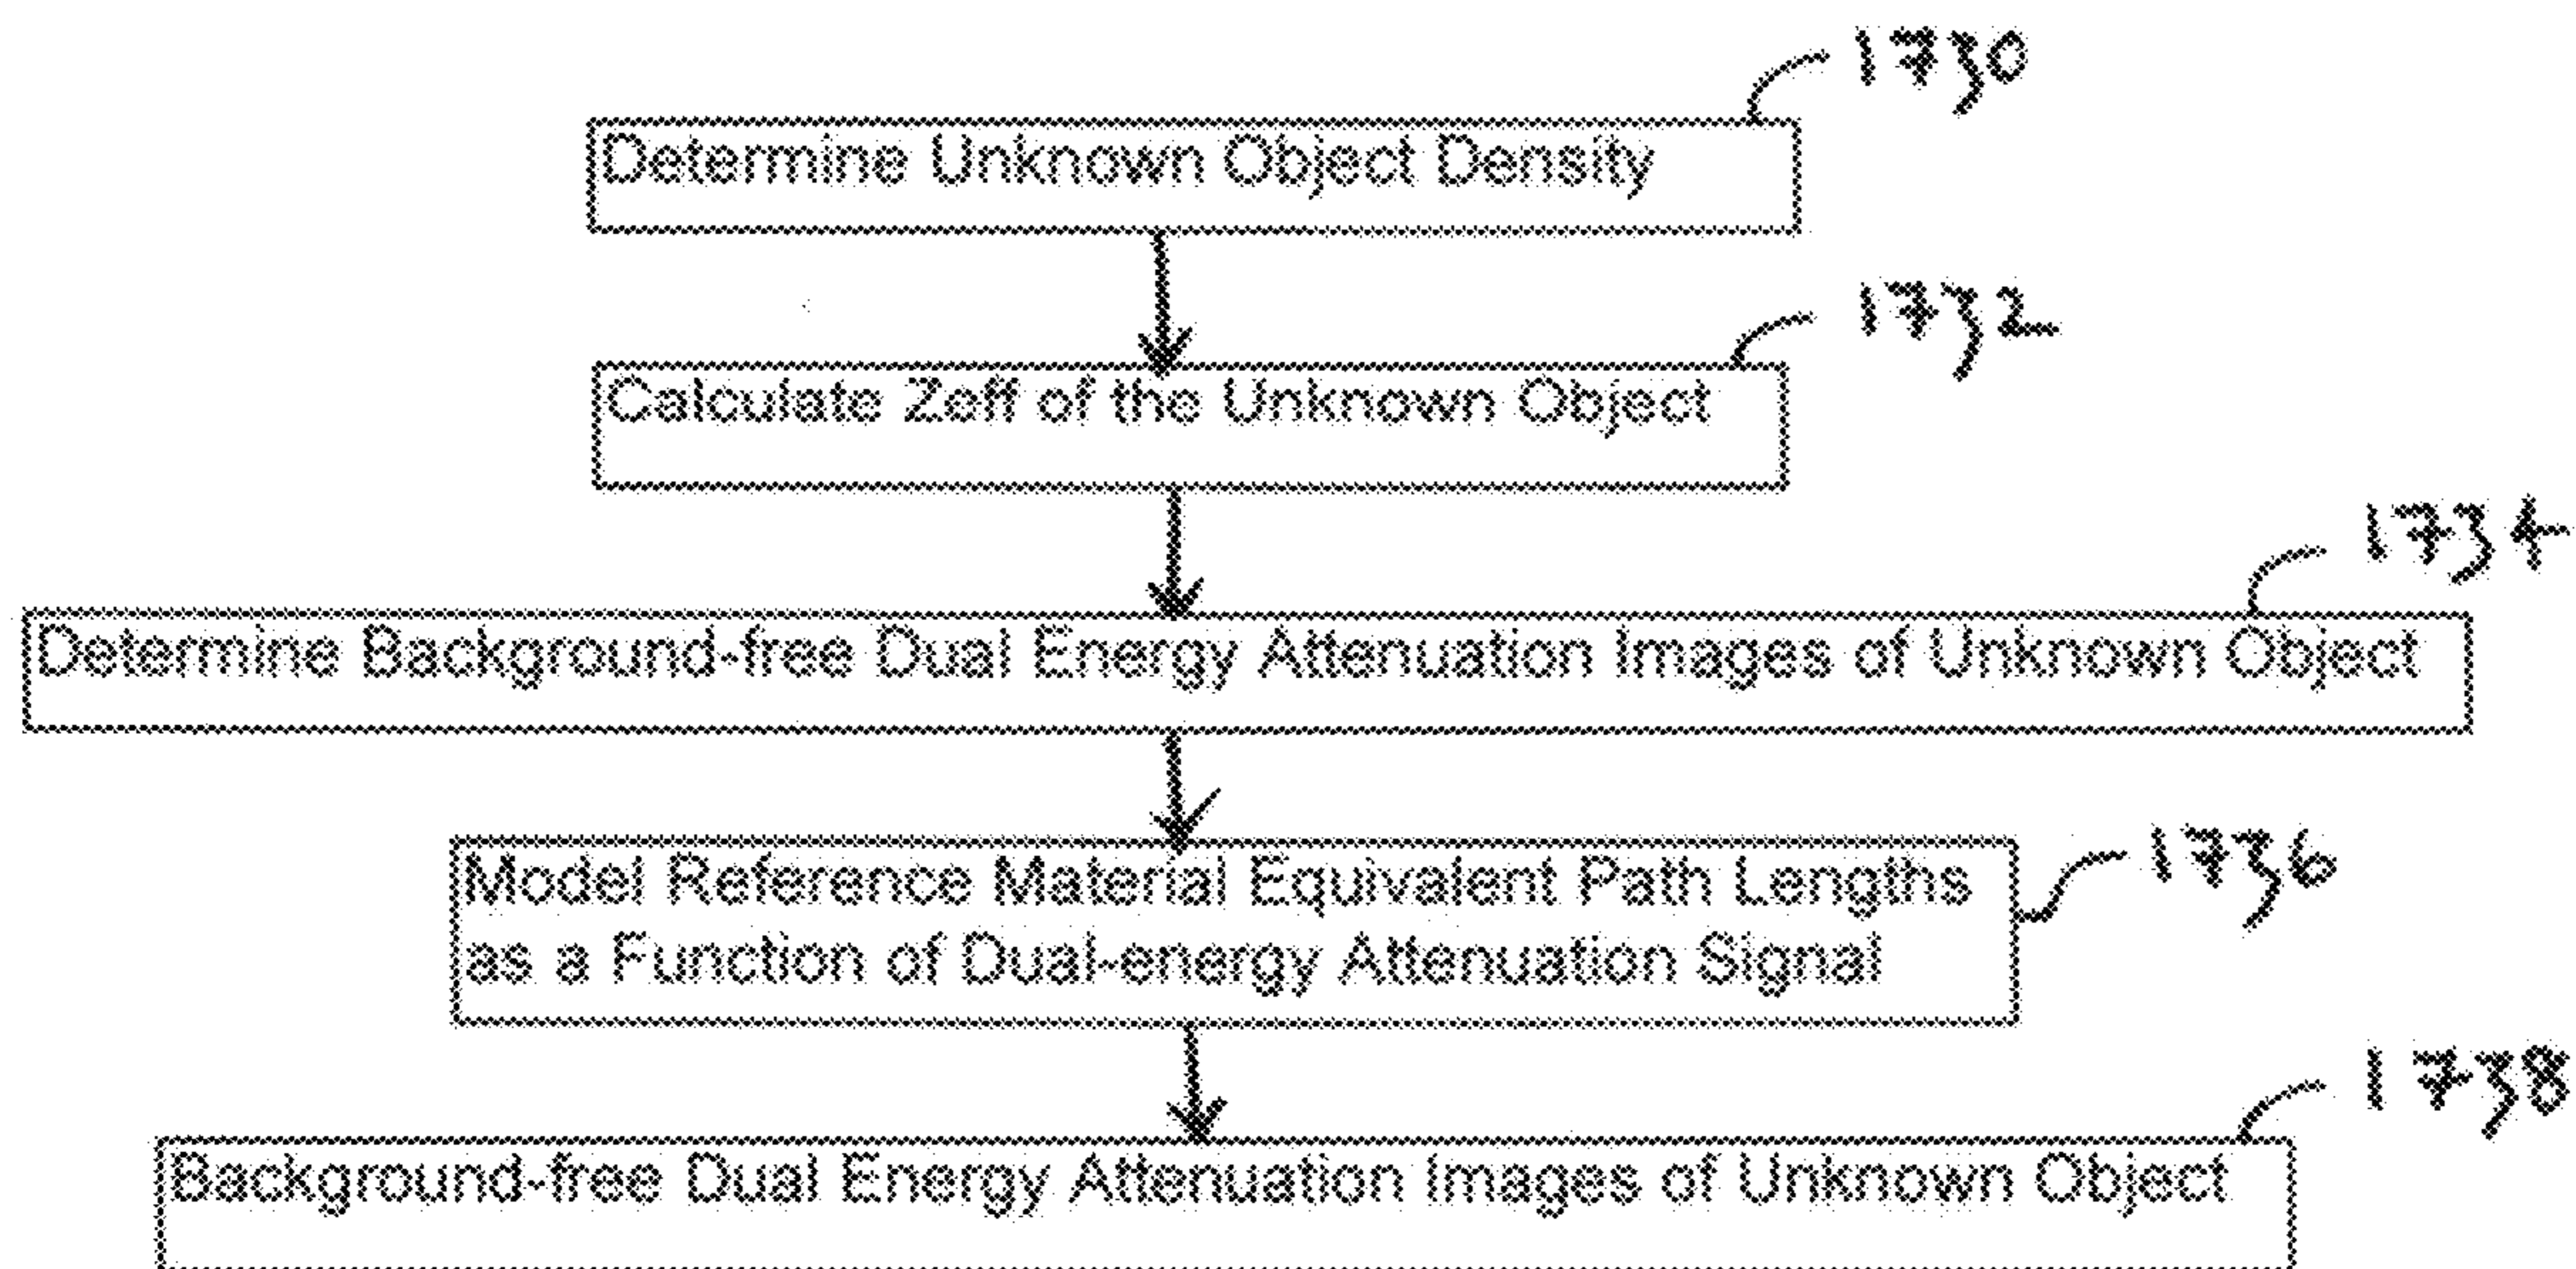 1730
Determine Unknown Object Density
1732
Calculate Zeff of the Unknown Object
1734
Determine Background-free Dual Energy Attenuation Images of Unknown Object
1736
Model Reference Material Equivalent Path Lengths
as a Function of Dual-energy Attenuation Signal
1738
Background-free Dual Energy Attenuation Images of Unknown Object